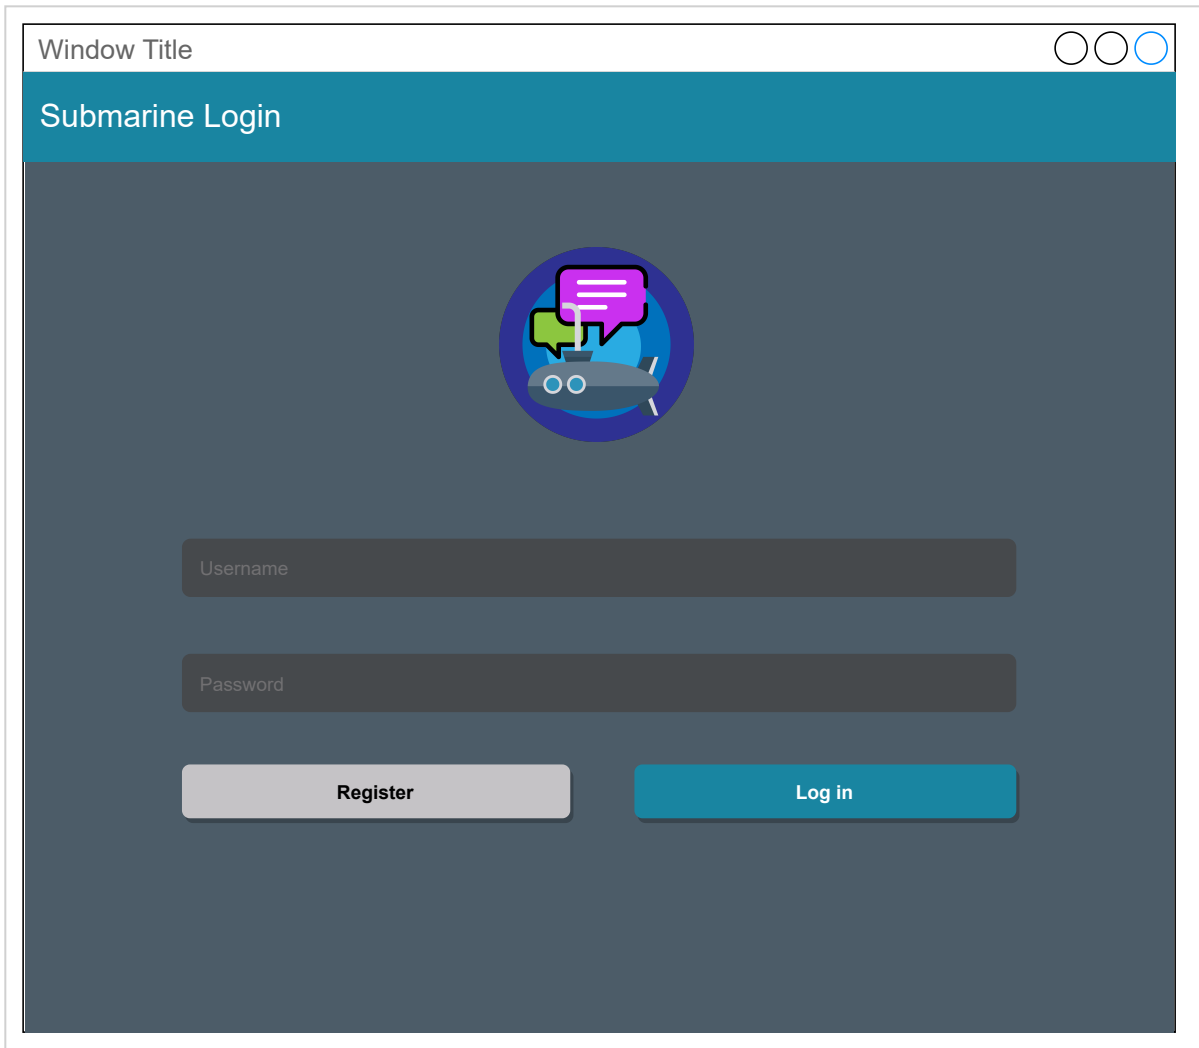 Window Title
Submarine Login
Username
Password
Register
Log in